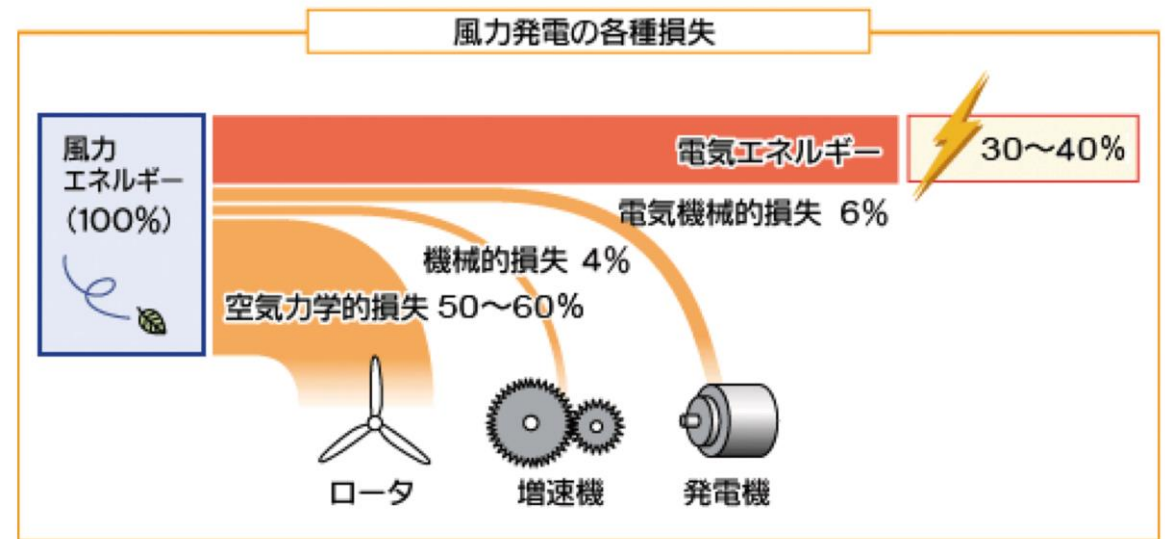 風力発電の各種損失
風力
エネルギー
(100%)
電気エネルギー
30～40%
電気機械的損失 6%
機械的損失 4%
空気力学的損失 50～60%
ロータ
増速機
発電機